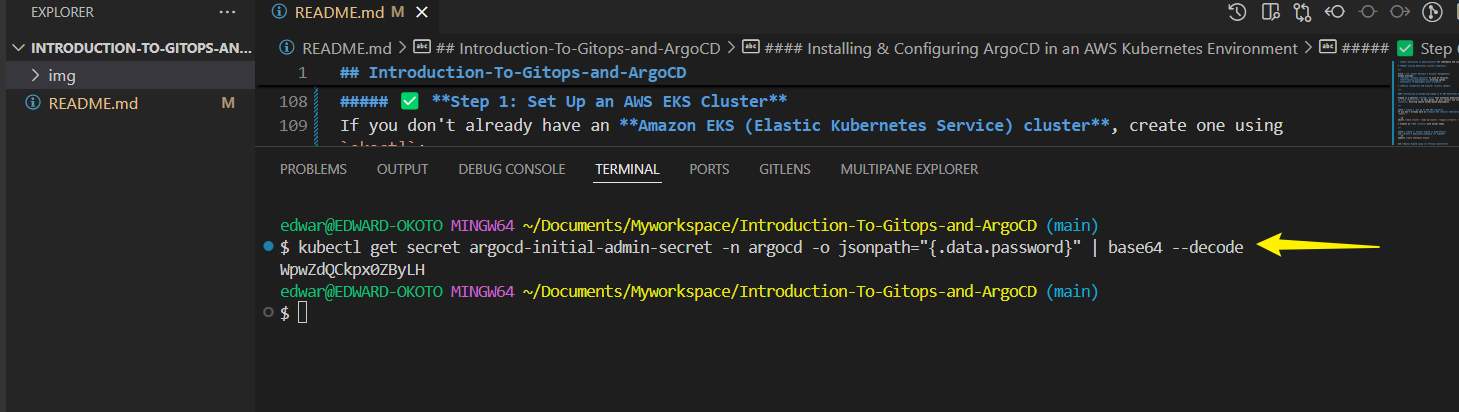 EXPLORER ···
README.md M
INTRODUCTION-TO-GITOPS-AN...
img
README.md M
README.md > ## Introduction-To-Gitops-and-ArgoCD > #### Installing & Configuring ArgoCD in an AWS Kubernetes Environment > ##### ✅ Step
1 ## Introduction-To-Gitops-and-ArgoCD
108 ##### ✅ **Step 1: Set Up an AWS EKS Cluster**
109 If you don't already have an **Amazon EKS (Elastic Kubernetes Service) cluster**, create one using
PROBLEMS OUTPUT DEBUG CONSOLE TERMINAL PORTS GITLENS MULTIPANE EXPLORER
edwar@EDWARD-OKOTO MINGW64 ~/Documents/Myworkspace/Introduction-To-Gitops-and-ArgoCD (main)
$ kubectl get secret argocd-initial-admin-secret -n argocd -o jsonpath="{.data.password}" | base64 --decode
WpwZdQCkpx0ZByLH
edwar@EDWARD-OKOTO MINGW64 ~/Documents/Myworkspace/Introduction-To-Gitops-and-ArgoCD (main)
$